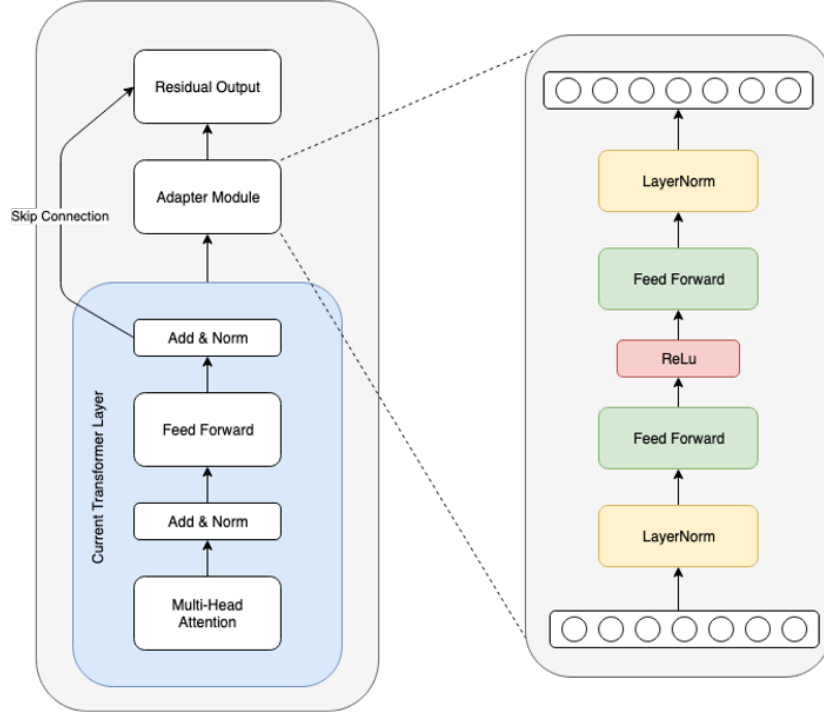 Residual Output
Adapter Module
Skip Connection
Add & Norm
Feed Forward
Add & Norm
Multi-Head
Attention
Current Transformer Layer
LayerNorm
Feed Forward
ReLu
Feed Forward
LayerNorm